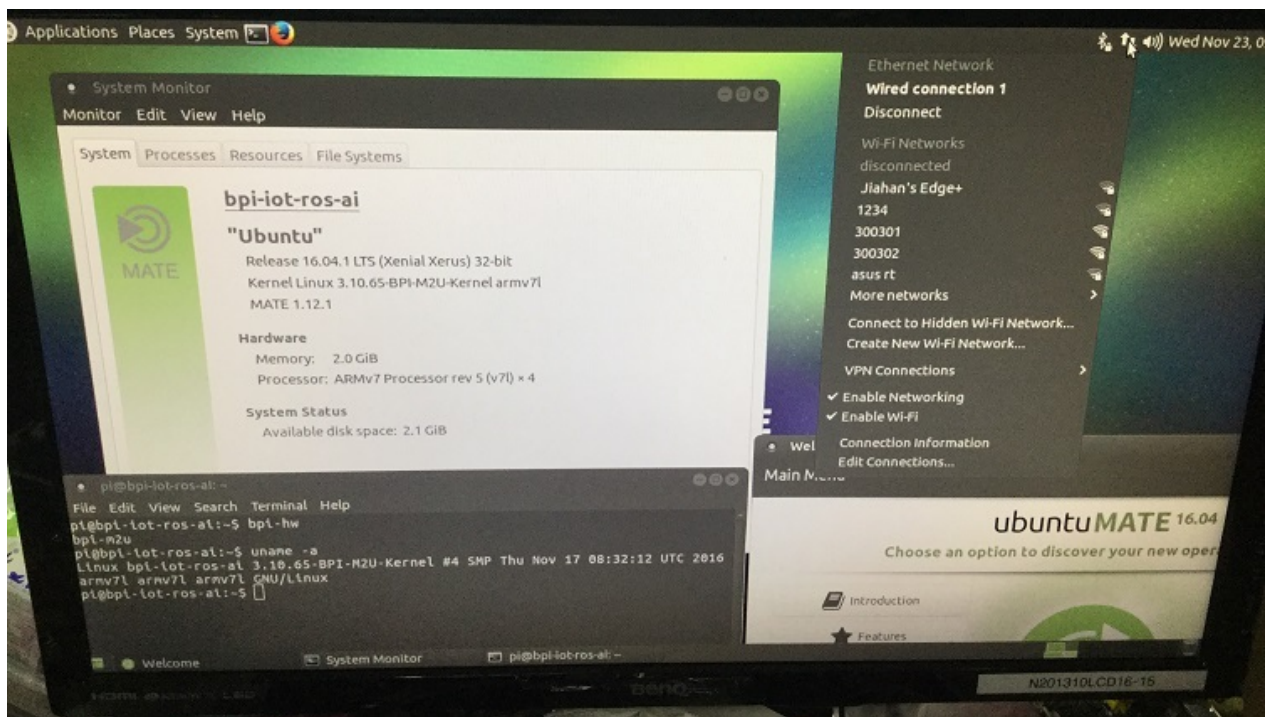 Applications Places System
Wed Nov 23, 0
System Monitor
Monitor Edit View Help
System Processes Resources File Systems
MATE
bpi-iot-ros-ai
"Ubuntu"
Release 16.04.1 LTS (Xenial Xerus) 32-bit
Kernel Linux 3.10.65-BPI-M2U-Kernel armv7l
MATE 1.12.1
Hardware
Memory: 2.0 GiB
Processor: ARMv7 Processor rev 5 (v7l) × 4
System Status
Available disk space: 2.1 GiB
Ethernet Network
Wired connection 1
Disconnect
Wi-Fi Networks
disconnected
Jiahan's Edge+
1234
300301
300302
asus rt
More networks
Connect to Hidden Wi-Fi Network...
Create New Wi-Fi Network...
VPN Connections
Enable Networking
Enable Wi-Fi
Connection Information
Edit Connections...
pi@bpi-iot-ros-ai: ~
File Edit View Search Terminal Help
pi@bpi-iot-ros-ai:~$ bpi-hw
bpi-m2u
pi@bpi-iot-ros-ai:~$ uname -a
Linux bpi-iot-ros-ai 3.10.65-BPI-M2U-Kernel #4 SMP Thu Nov 17 08:32:12 UTC 2016
armv7l armv7l armv7l GNU/Linux
pi@bpi-iot-ros-ai:~$
Wel
Main M
ubuntu MATE 16.04
Choose an option to discover your new oper
Introduction
Features
Welcome
System Monitor
pi@bpi-iot-ros-ai: ~
BenQ
N201310LCD16-15